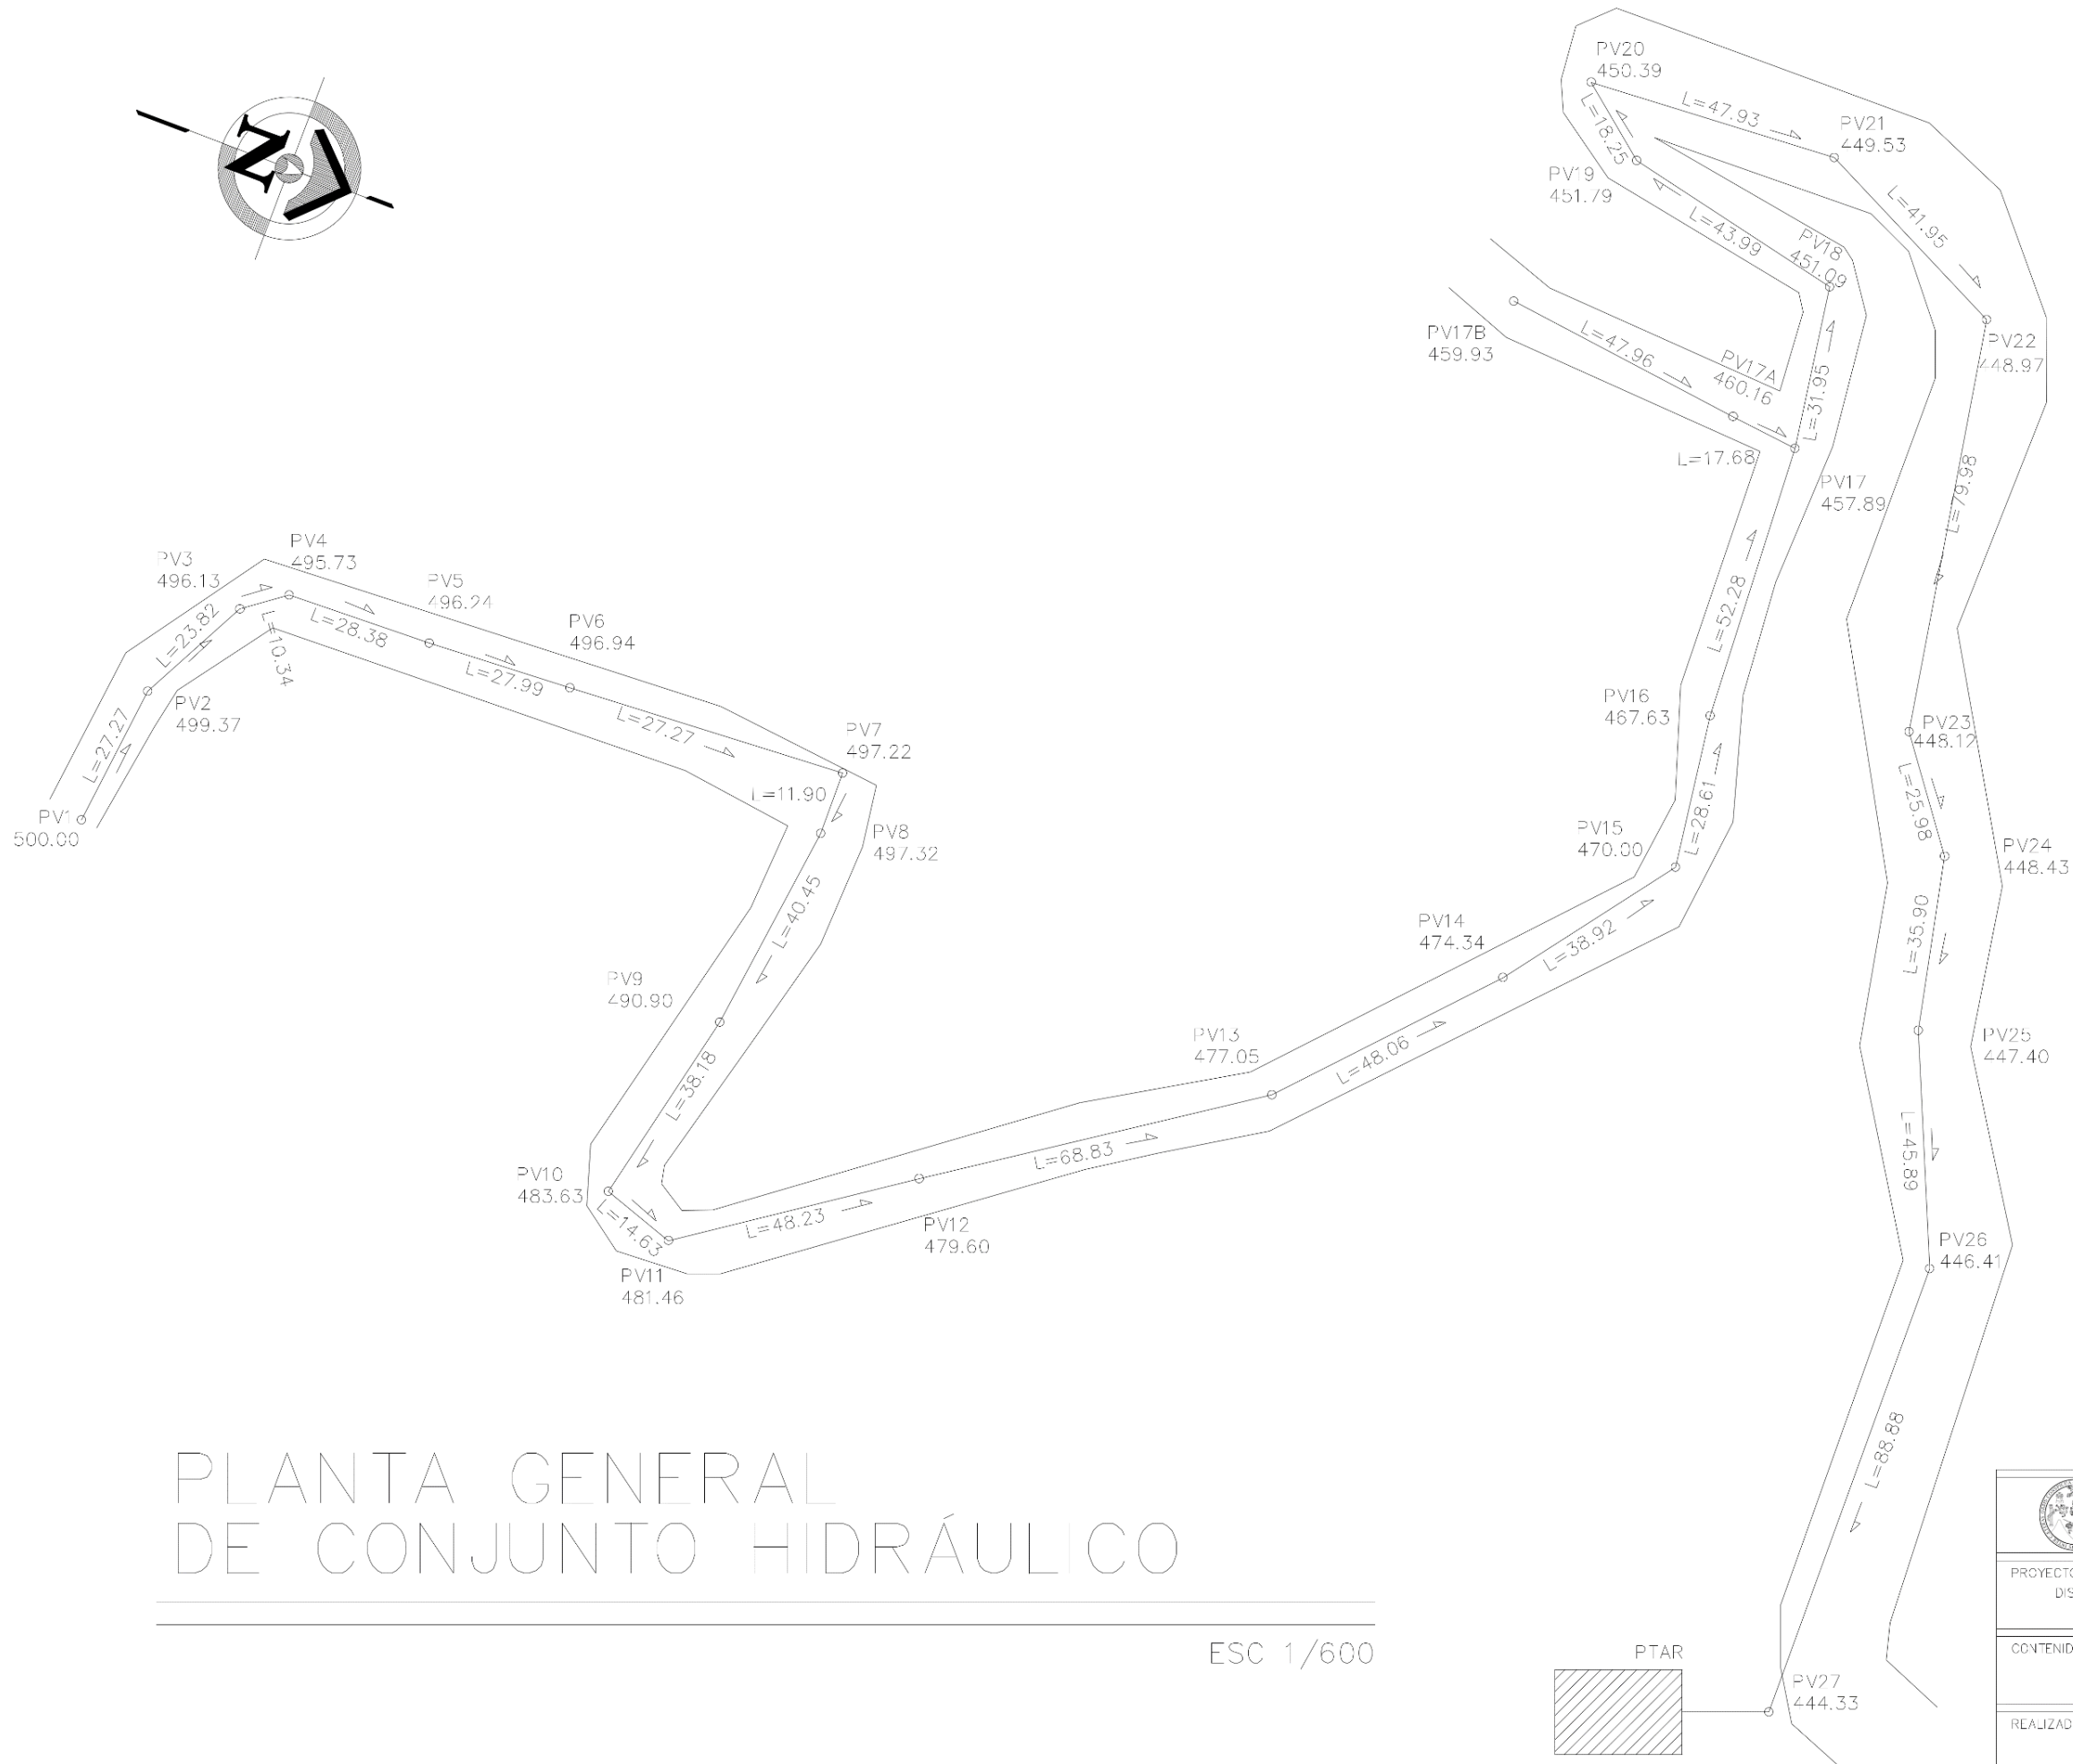 N
PV20
450.39
L=47.93
PV21
449.53
L=18.25
PV19
451.79
L=43.99
PV18
451.09
L=41.95
PV17B
459.93
L=47.96
PV17A
460.16
L=31.95
PV22
448.97
L=17.68
PV17
457.89
L=79.98
PV3
496.13
PV4
495.73
PV5
496.24
PV6
496.94
L=23.82
L=10.34
L=28.38
L=27.99
L=27.27
PV2
499.37
L=27.27
PV1
500.00
PV7
497.22
L=11.90
PV8
497.32
L=52.28
PV16
467.63
PV23
448.12
L=28.61
PV15
470.00
L=25.98
PV24
448.43
L=40.45
PV14
474.34
L=38.92
L=35.90
PV9
490.90
PV13
477.05
L=48.06
PV25
447.40
L=38.18
L=68.83
L=45.89
PV10
483.63
L=14.63
L=48.23
PV12
479.60
PV11
481.46
PV26
446.41
L=88.88
PLANTA GENERAL
DE CONJUNTO HIDRÁULICO
ESC 1/600
PTAR
PV27
444.33
PROYECTO
DIS
CONTENID
REALIZAD